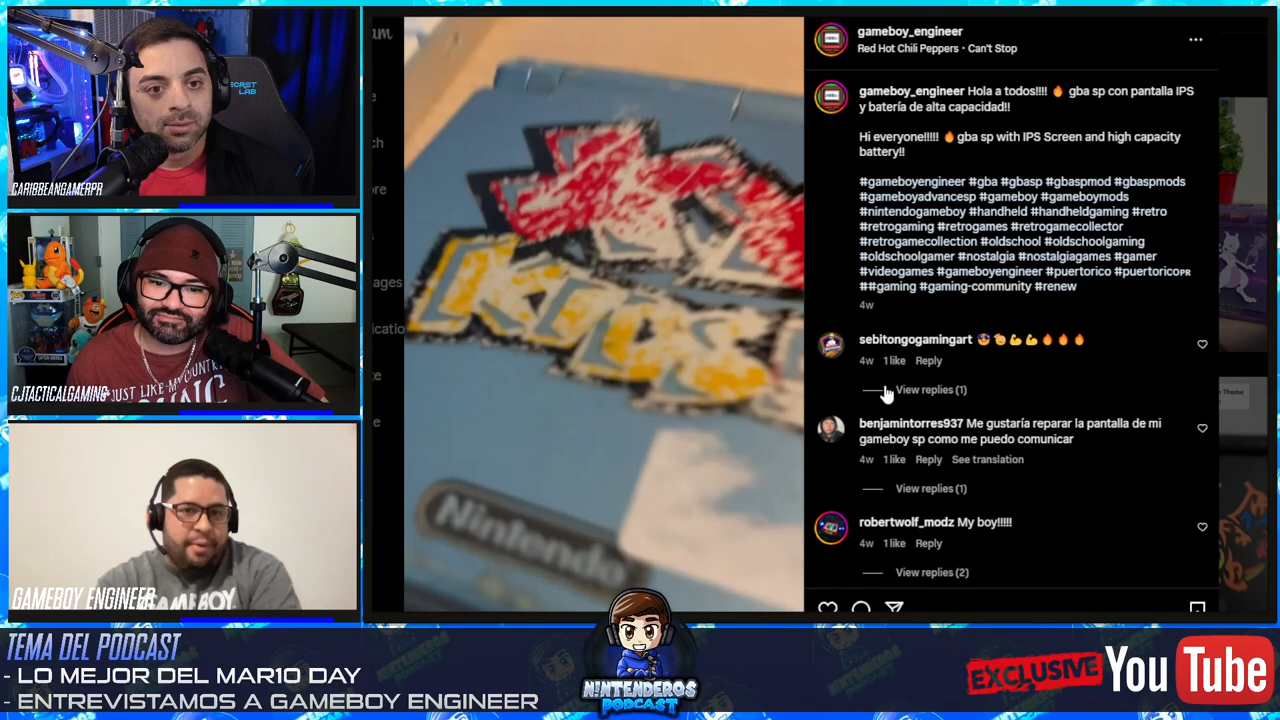 SECRET
LAB
CARIBBEANGAMERPR
JUST LIKE MY COUNTRY
CJTACTICALGAMING
GAMEBOY
GAMEBOY ENGINEER
Nintendo
gameboy_engineer
Red Hot Chili Peppers • Can't Stop
gameboy_engineer Hola a todos!!!! 🔥 gba sp con pantalla IPS
y batería de alta capacidad!!
Hi everyone!!!!! 🔥gba sp with IPS Screen and high capacity
battery!!
#gameboyengineer #gba #gbasp #gbaspmod #gbaspmods
#gameboyadvancesp #gameboy #gameboymods
#nintendogameboy #handheld #handheldgaming #retro
#retrogaming #retrogames #retrogamecollector
#retrogamecollection #oldschool #oldschoolgaming
#oldschoolgamer #nostalgia #nostalgiagames #gamer
#videogames #gameboyengineer #puertorico #puertoricoPR
##gaming #gaming-community #renew
4w
sebitongogamingart 😎🫡💪💪🔥🔥🔥
4w 1 like Reply
View replies (1)
benjamintorres937 Me gustaría reparar la pantalla de mi
gameboy sp como me puedo comunicar
4w 1 like Reply See translation
View replies (1)
robertwolf_modz My boy!!!!!
4w 1 like Reply
View replies (2)
TEMA DEL PODCAST
- LO MEJOR DEL MAR10 DAY
- ENTREVISTAMOS A GAMEBOY ENGINEER
NINTENDEROS
PODCAST
EXCLUSIVE
YouTube